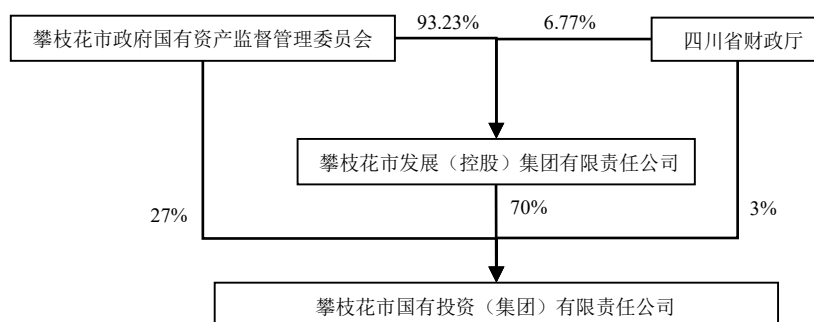 攀枝花市政府国有资产监督管理委员会
93.23%
6.77%
四川省财政厅
攀枝花市发展（控股）集团有限责任公司
27%
70%
3%
攀枝花市国有投资（集团）有限责任公司